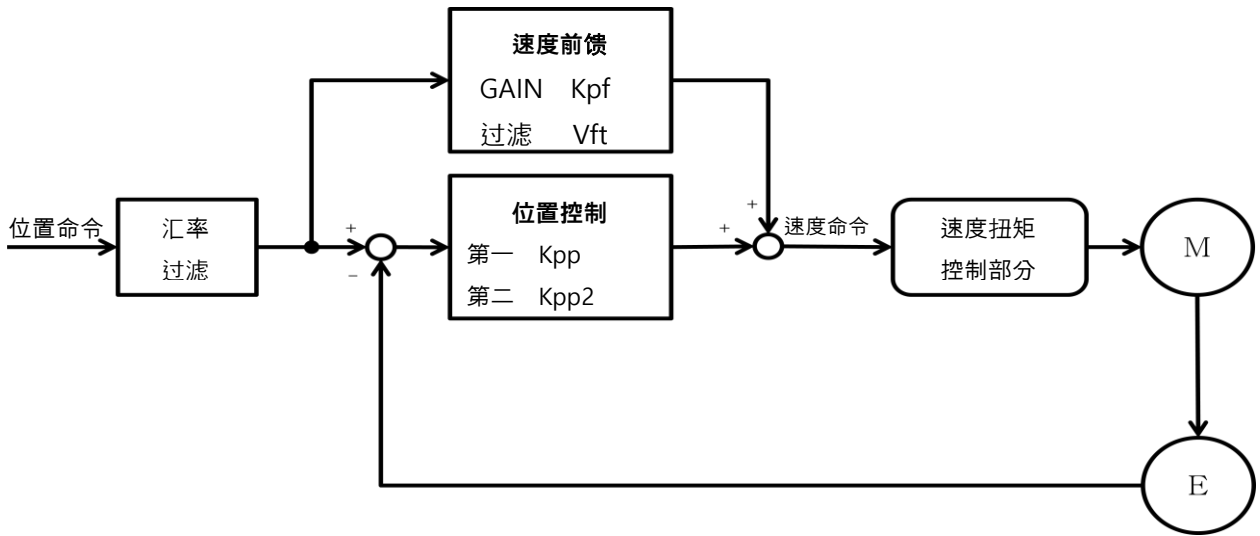 速度前馈
GAIN Kpf
过滤 Vft
位置命令
汇率
过滤
+
−
位置控制
第一 Kpp
第二 Kpp2
+
+
速度命令
速度扭矩
控制部分
M
E